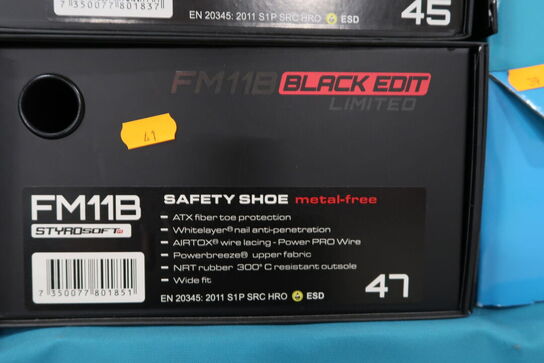 7 350077 801837
EN 20345: 2011 S1P SRC HRO ESD
45
FM11B BLACK EDIT
LIMITED
FM11B
STYROSOFT
SAFETY SHOE metal-free
- ATX fiber toe protection
- Whitelayer® nail anti-penetration
- AIRTOX® wire lacing - Power PRO Wire
- Powerbreeze® upper fabric
- NRT rubber 300° C resistant outsole
- Wide fit
7 350077 801851
EN 20345: 2011 S1P SRC HRO ESD
47